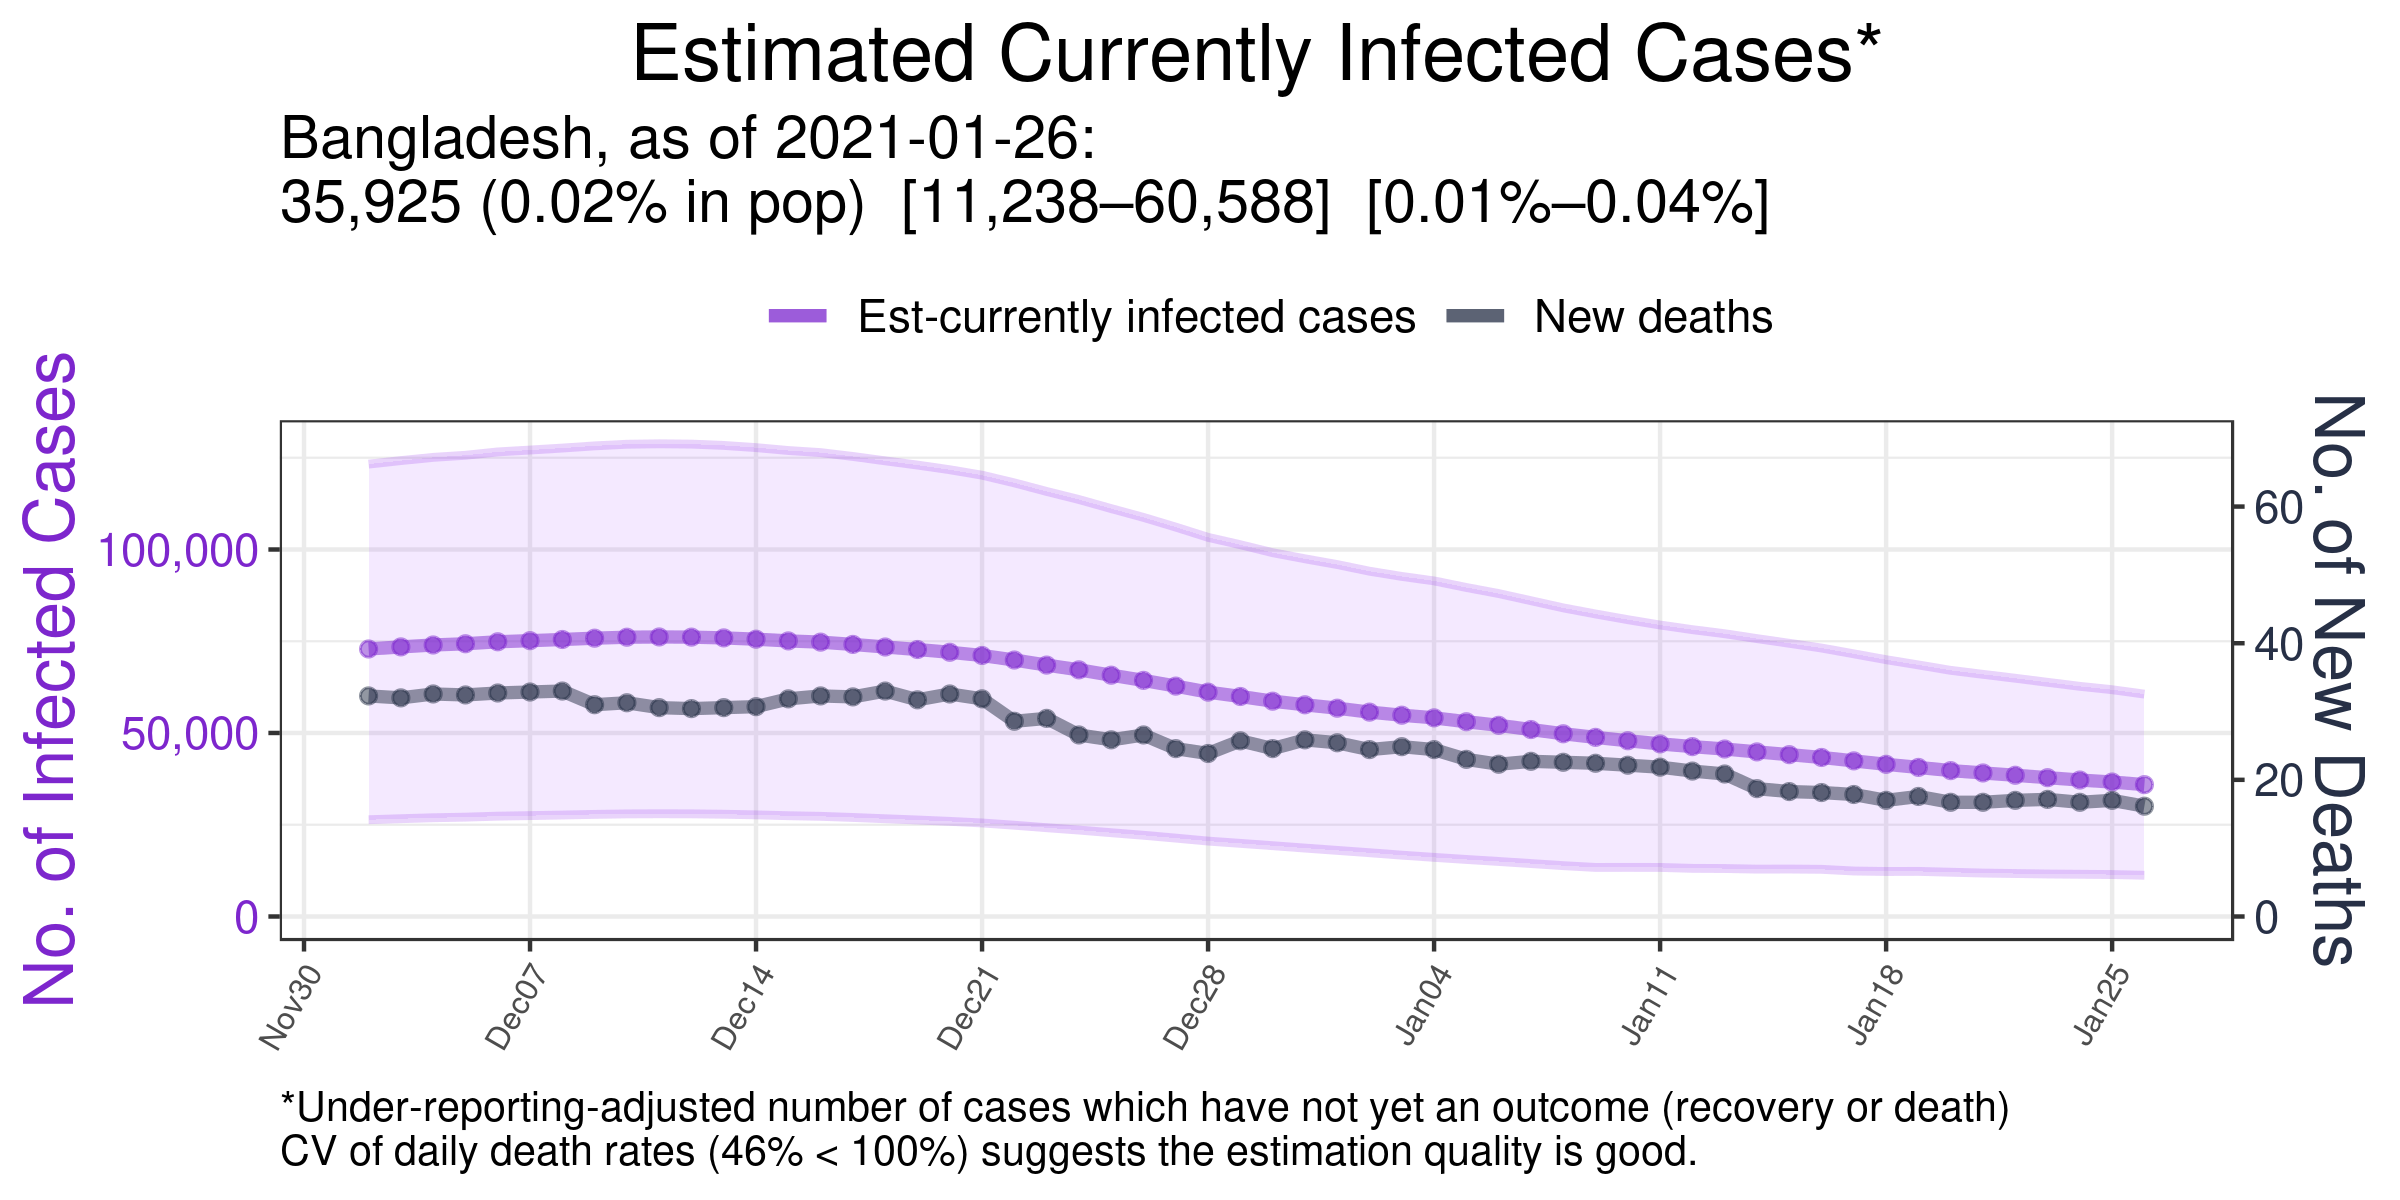 Estimated Currently Infected Cases*
Bangladesh, as of 2021-01-26:
35,925 (0.02% in pop)  [11,238–60,588]  [0.01%–0.04%]
Est-currently infected cases
New deaths
No. of Infected Cases
100,000
50,000
0
No. of New Deaths
60
40
20
0
Nov30
Dec07
Dec14
Dec21
Dec28
Jan04
Jan11
Jan18
Jan25
*Under-reporting-adjusted number of cases which have not yet an outcome (recovery or death)
CV of daily death rates (46% < 100%) suggests the estimation quality is good.